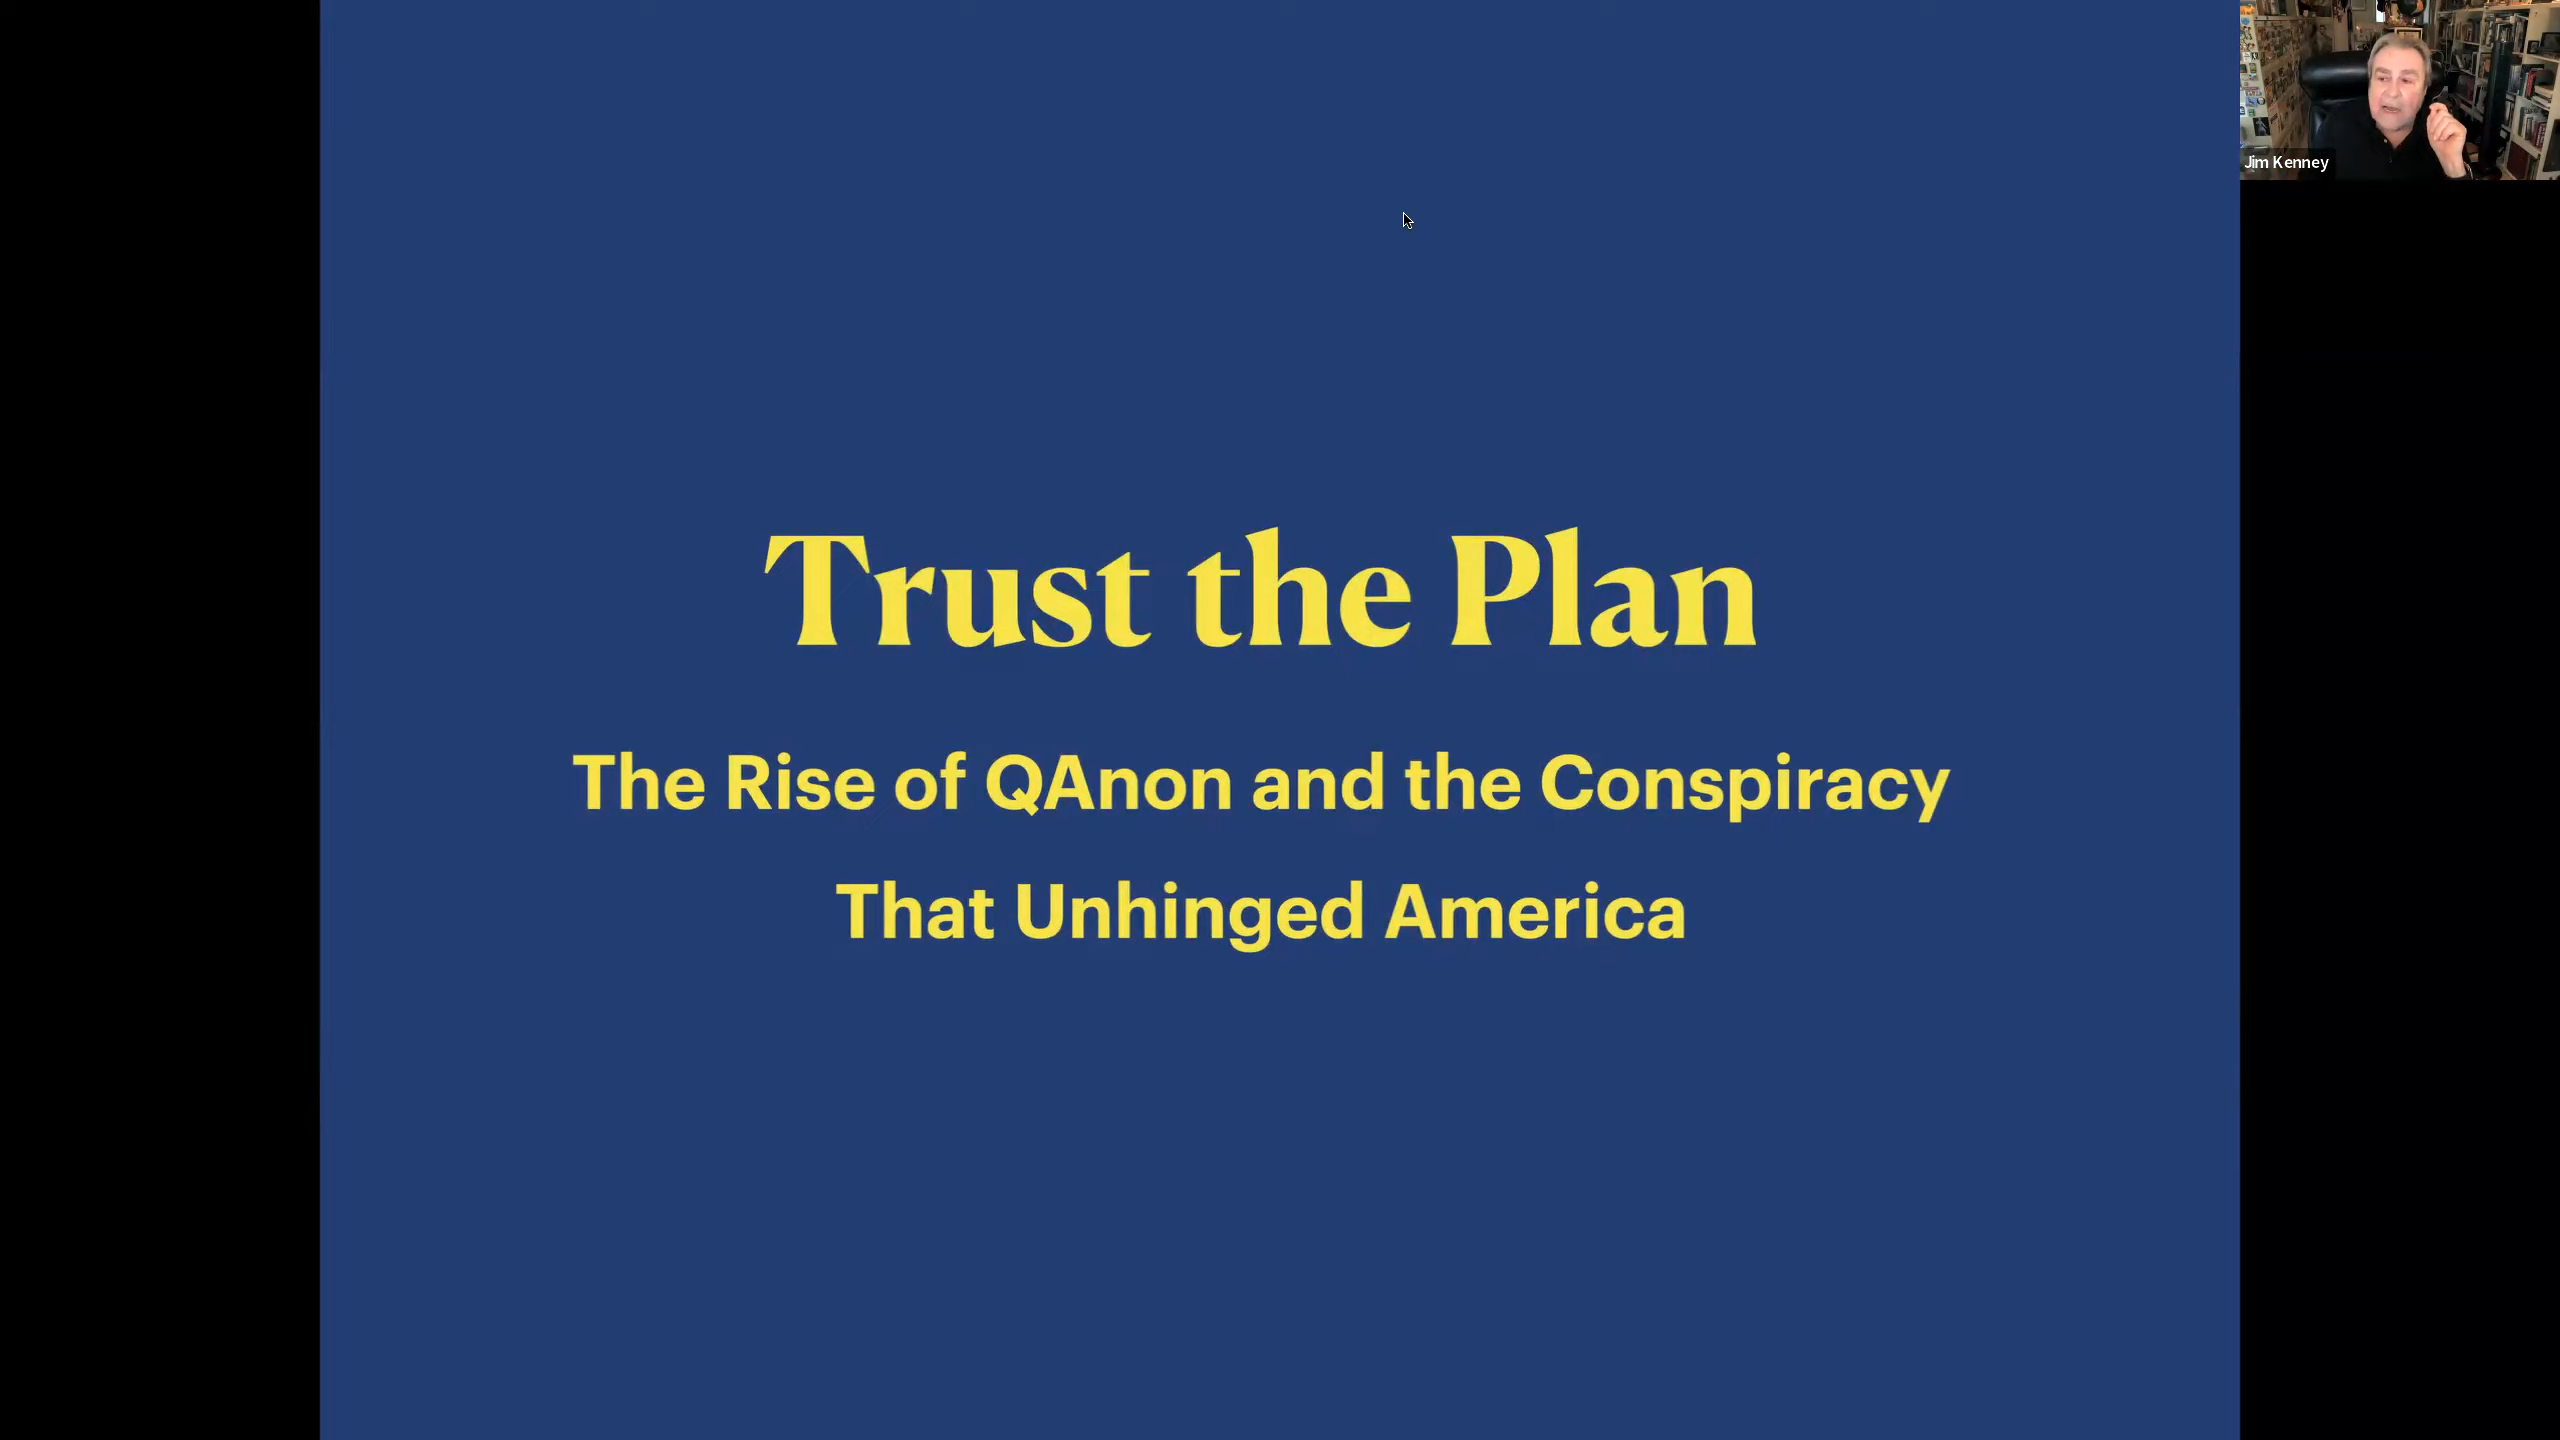 Jim Kenney
Trust the Plan
The Rise of QAnon and the Conspiracy
That Unhinged America